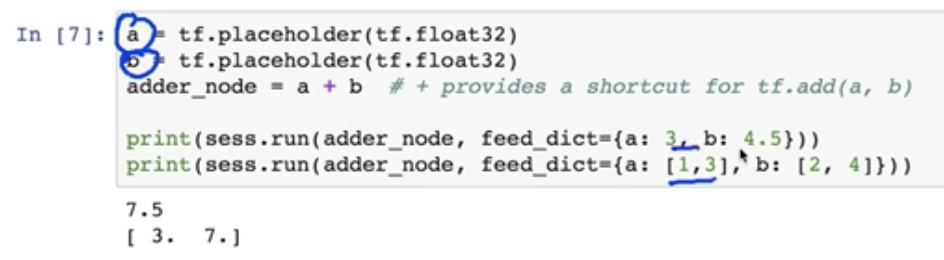 In [7]: a = tf.placeholder(tf.float32)
b = tf.placeholder(tf.float32)
adder_node = a + b  # + provides a shortcut for tf.add(a, b)
print(sess.run(adder_node, feed_dict={a: 3, b: 4.5}))
print(sess.run(adder_node, feed_dict={a: [1,3], b: [2, 4]}))
7.5
[ 3.  7.]